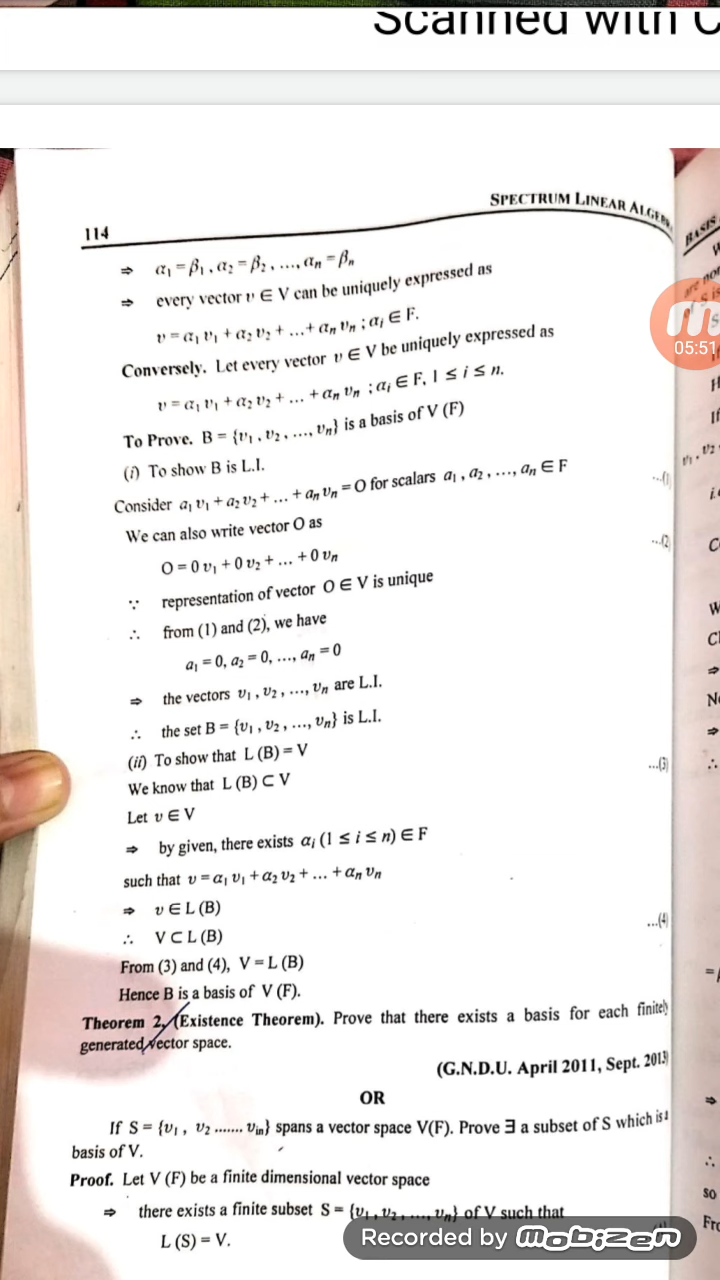 Scanned with C
SPECTRUM LINEAR ALGEB
114
⇒ α₁ = β₁ , α₂ = β₂ , ..., αₙ = βₙ
⇒ every vector v ∈ V can be uniquely expressed as
v = α₁ v₁ + α₂ v₂ + ...+ αₙ vₙ ; αᵢ ∈ F.
Conversely. Let every vector v ∈ V be uniquely expressed as
v = α₁ v₁ + α₂ v₂ + ... + αₙ vₙ ; αᵢ ∈ F, 1 ≤ i ≤ n.
To Prove. B = {v₁ , v₂ , ..., vₙ} is a basis of V (F)
(i) To show B is L.I.
Consider a₁ v₁ + a₂ v₂ + ... + aₙ vₙ = O for scalars a₁ , a₂ , ..., aₙ ∈ F ...(1)
We can also write vector O as
O = 0 v₁ + 0 v₂ + ... + 0 vₙ ...(2)
∵ representation of vector O ∈ V is unique
∴ from (1) and (2), we have
a₁ = 0, a₂ = 0, ..., aₙ = 0
⇒ the vectors v₁ , v₂ , ..., vₙ are L.I.
∴ the set B = {v₁ , v₂ , ..., vₙ} is L.I.
(ii) To show that L (B) = V
We know that L (B) ⊂ V ...(3)
Let v ∈ V
⇒ by given, there exists αᵢ (1 ≤ i ≤ n) ∈ F
such that v = α₁ v₁ + α₂ v₂ + ... + αₙ vₙ
⇒ v ∈ L (B)
∴ V ⊂ L (B) ...(4)
From (3) and (4), V = L (B)
Hence B is a basis of V (F).
Theorem 2. (Existence Theorem). Prove that there exists a basis for each finitely
generated vector space.
(G.N.D.U. April 2011, Sept. 2013)
OR
If S = {v₁ , v₂ ....... vᵢₙ} spans a vector space V(F). Prove ∃ a subset of S which is a
basis of V.
Proof. Let V (F) be a finite dimensional vector space
⇒ there exists a finite subset S = {v₁ , v₂ , ..., vₙ} of V such that
L (S) = V.
BASIS
05:51
Recorded by mobizen